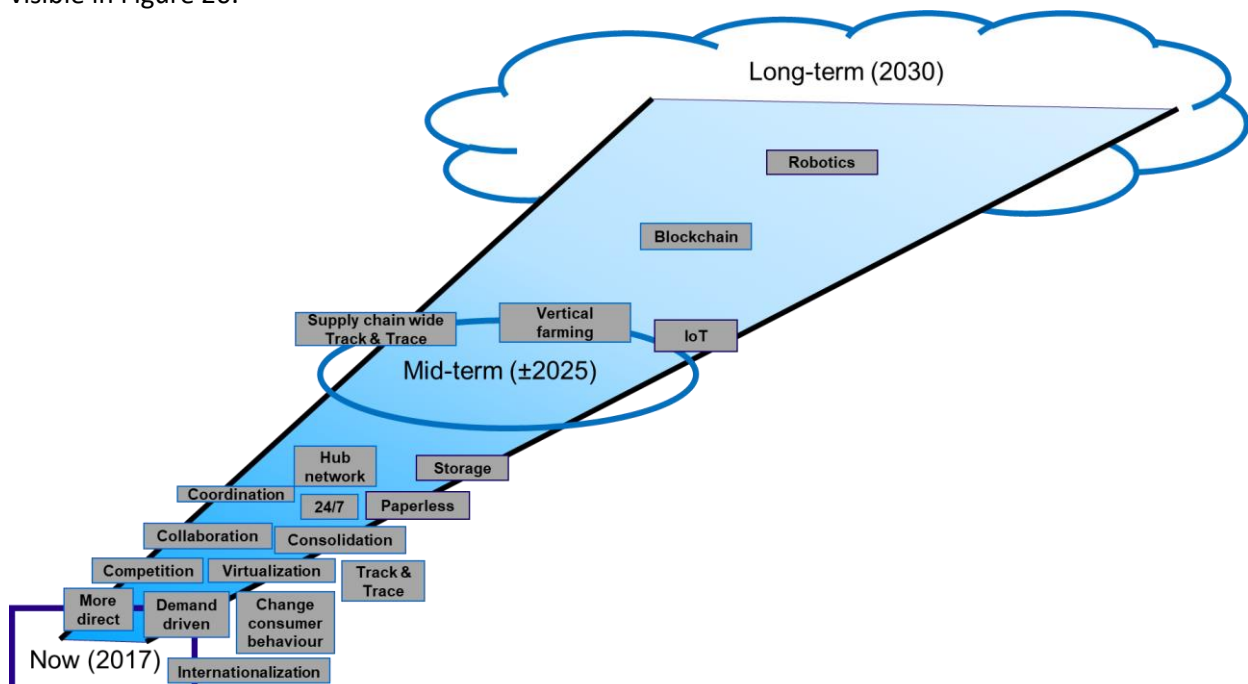 visible in Figure 20.
Long-term (2030)
Robotics
Blockchain
Supply chain wide
Track & Trace
Vertical
farming
IoT
Mid-term (±2025)
Hub
network
Storage
Coordination
24/7
Paperless
Collaboration
Consolidation
Competition
Virtualization
Track &
Trace
More
direct
Demand
driven
Change
consumer
behaviour
Now (2017)
Internationalization